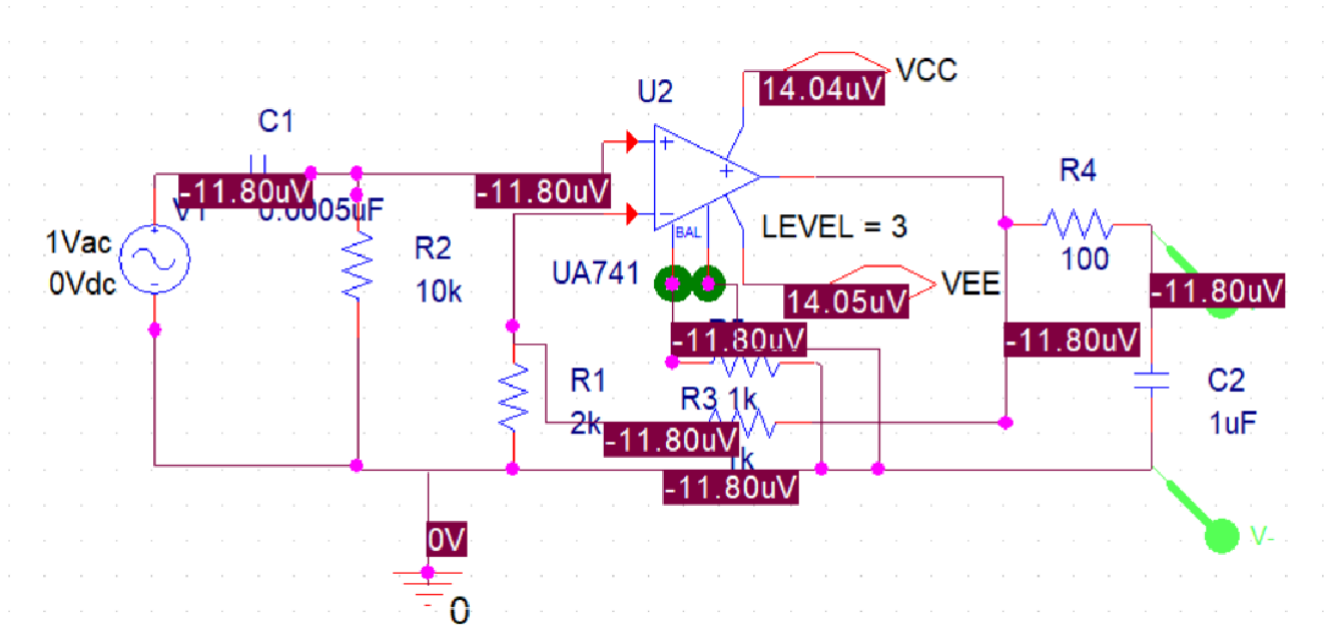 VCC
14.04uV
U2
C1
+
-11.80uV
-11.80uV
+
R4
V1
0.0005uF
1Vac
0Vdc
R2
10k
BAL
LEVEL = 3
100
UA741
VEE
-11.80uV
14.05uV
-11.80uV
-11.80uV
R1
2k
R3
1k
C2
1uF
-11.80uV
1k
-11.80uV
0V
V-
0